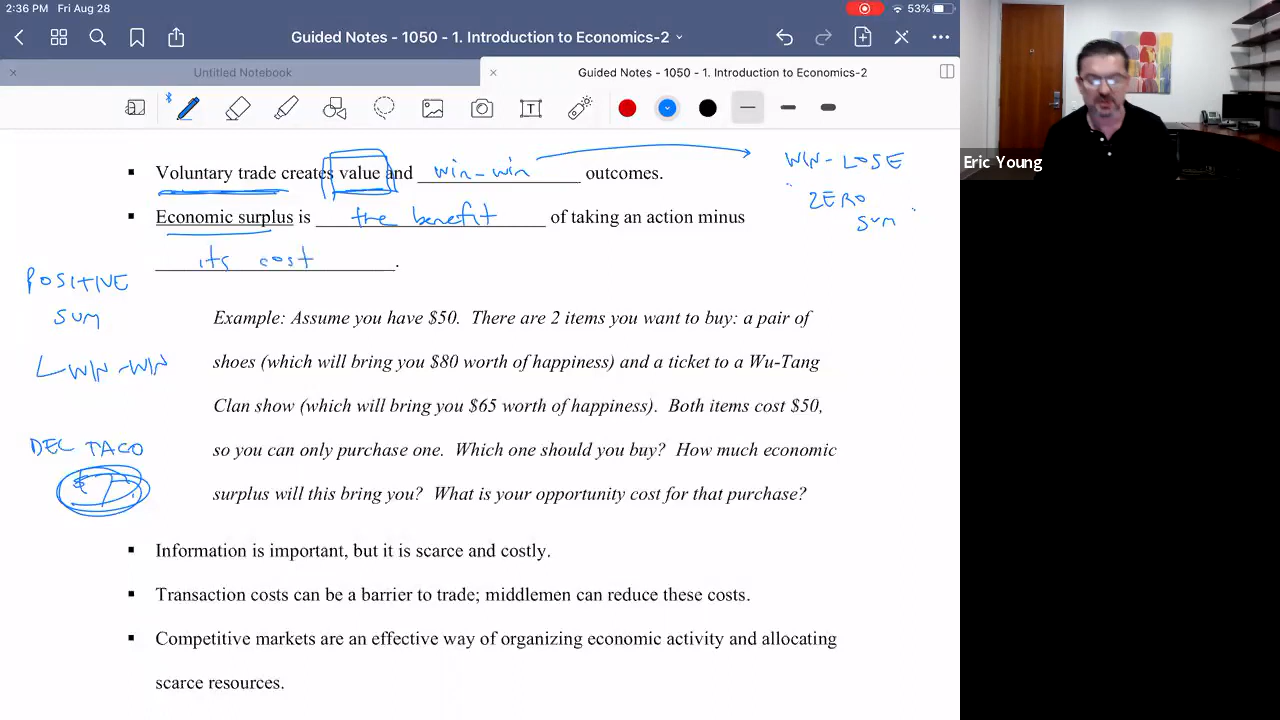 2:36 PM Fri Aug 28
53%
Guided Notes - 1050 - 1. Introduction to Economics-2
Untitled Notebook
Guided Notes - 1050 - 1. Introduction to Economics-2
T
Eric Young
▪ Voluntary trade creates value and win-win outcomes.
WIN-LOSE
"ZERO
SUM"
▪ Economic surplus is the benefit of taking an action minus
its cost.
POSITIVE
SUM
WIN-WIN
Example: Assume you have $50. There are 2 items you want to buy: a pair of
shoes (which will bring you $80 worth of happiness) and a ticket to a Wu-Tang
Clan show (which will bring you $65 worth of happiness). Both items cost $50,
so you can only purchase one. Which one should you buy? How much economic
surplus will this bring you? What is your opportunity cost for that purchase?
DEL TACO
$7
▪ Information is important, but it is scarce and costly.
▪ Transaction costs can be a barrier to trade; middlemen can reduce these costs.
▪ Competitive markets are an effective way of organizing economic activity and allocating
scarce resources.